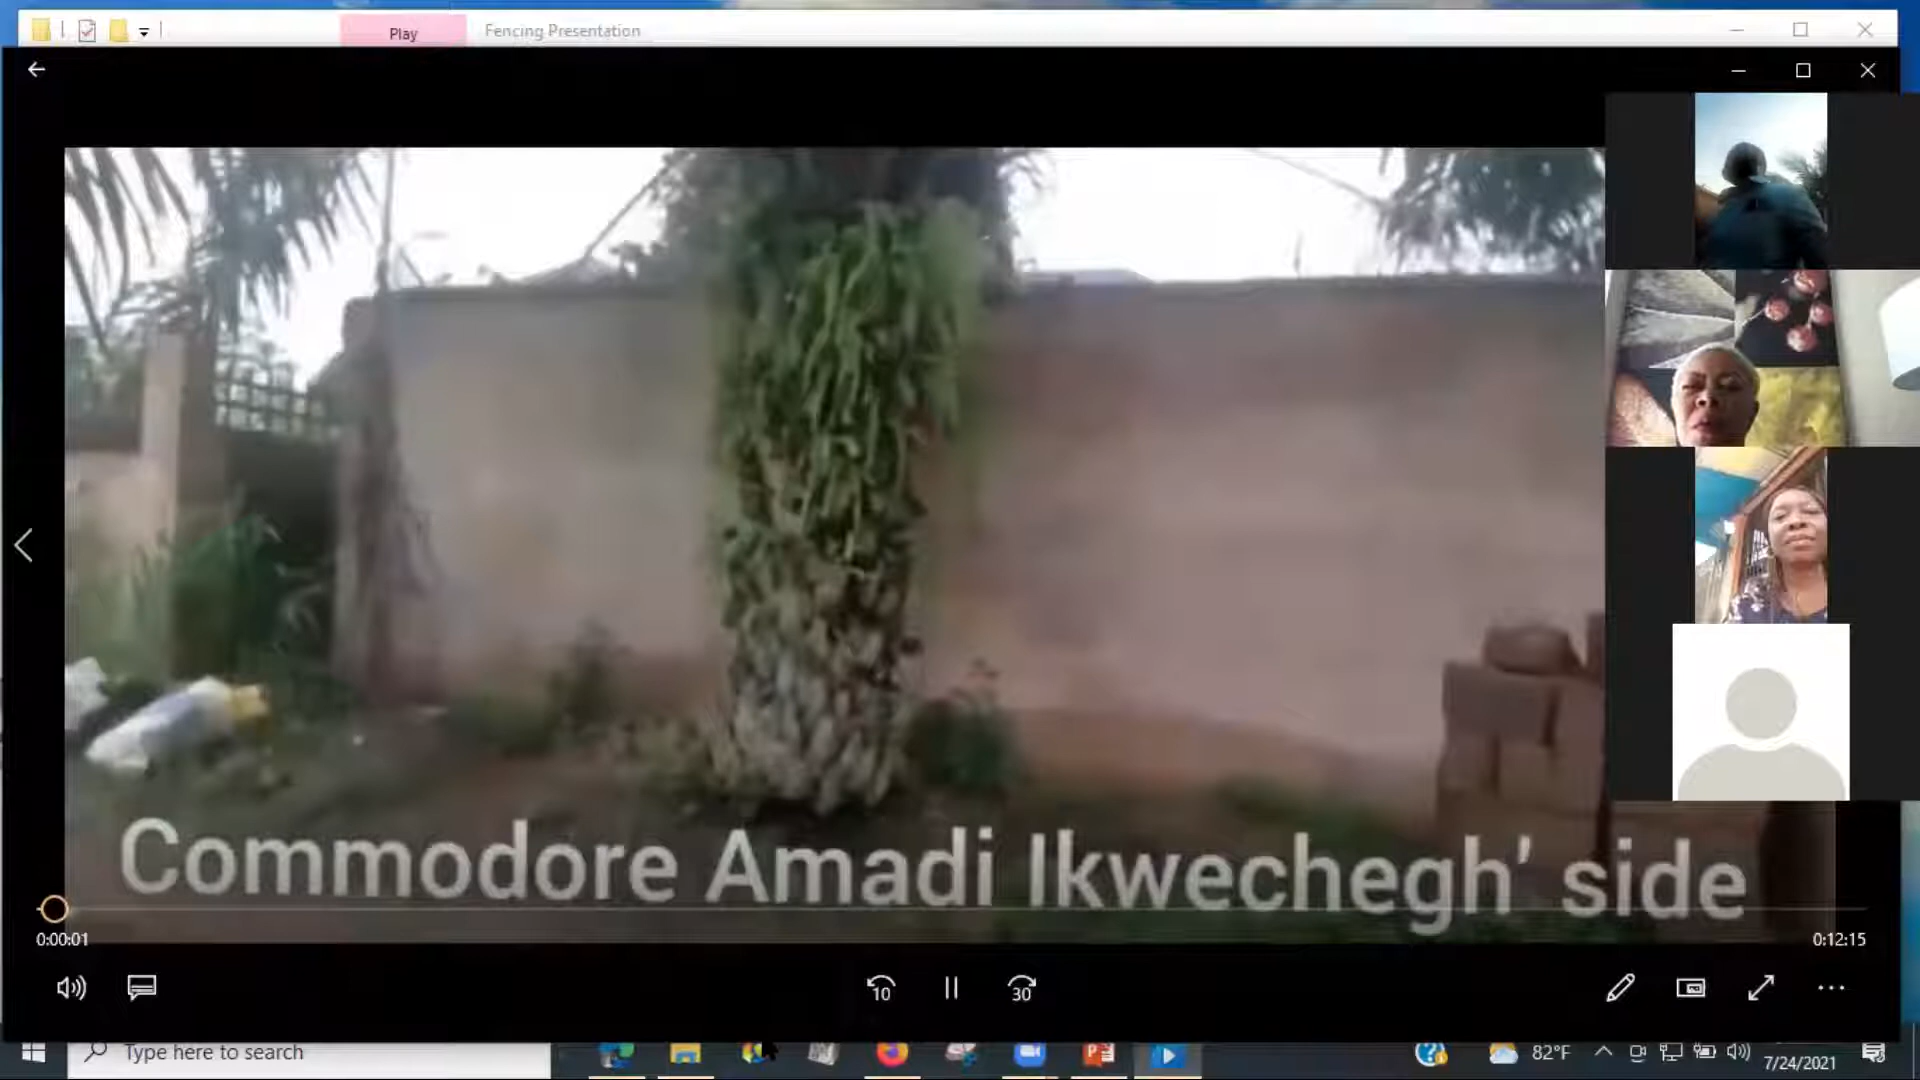 Play
Fencing Presentation
Commodore Amadi Ikwechegh' side
0:00:01
0:12:15
10
30
Type here to search
82°F
7/24/2021